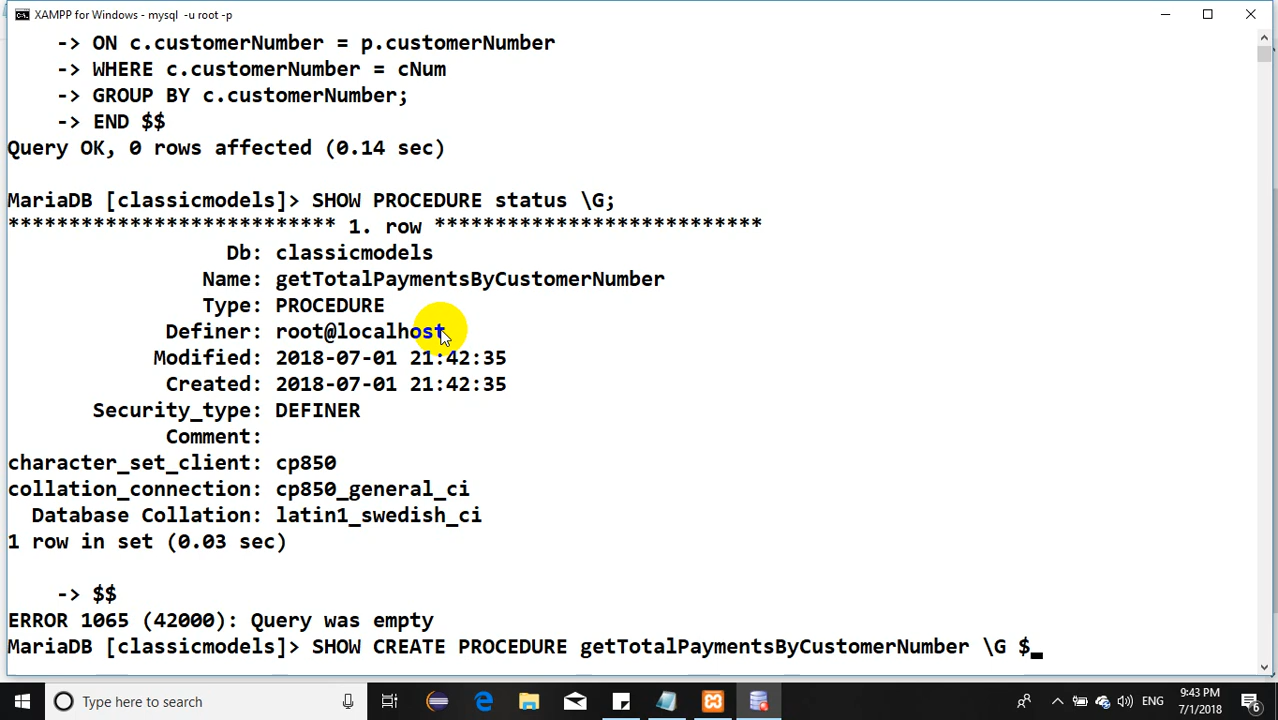 XAMPP for Windows - mysql  -u root -p
    -> ON c.customerNumber = p.customerNumber
    -> WHERE c.customerNumber = cNum
    -> GROUP BY c.customerNumber;
    -> END $$
Query OK, 0 rows affected (0.14 sec)
MariaDB [classicmodels]> SHOW PROCEDURE status \G;
*************************** 1. row ***************************
                  Db: classicmodels
                Name: getTotalPaymentsByCustomerNumber
                Type: PROCEDURE
             Definer: root@localhost
            Modified: 2018-07-01 21:42:35
             Created: 2018-07-01 21:42:35
       Security_type: DEFINER
             Comment:
character_set_client: cp850
collation_connection: cp850_general_ci
  Database Collation: latin1_swedish_ci
1 row in set (0.03 sec)
    -> $$
ERROR 1065 (42000): Query was empty
MariaDB [classicmodels]> SHOW CREATE PROCEDURE getTotalPaymentsByCustomerNumber \G $_
Type here to search
ENG
9:43 PM
7/1/2018
6